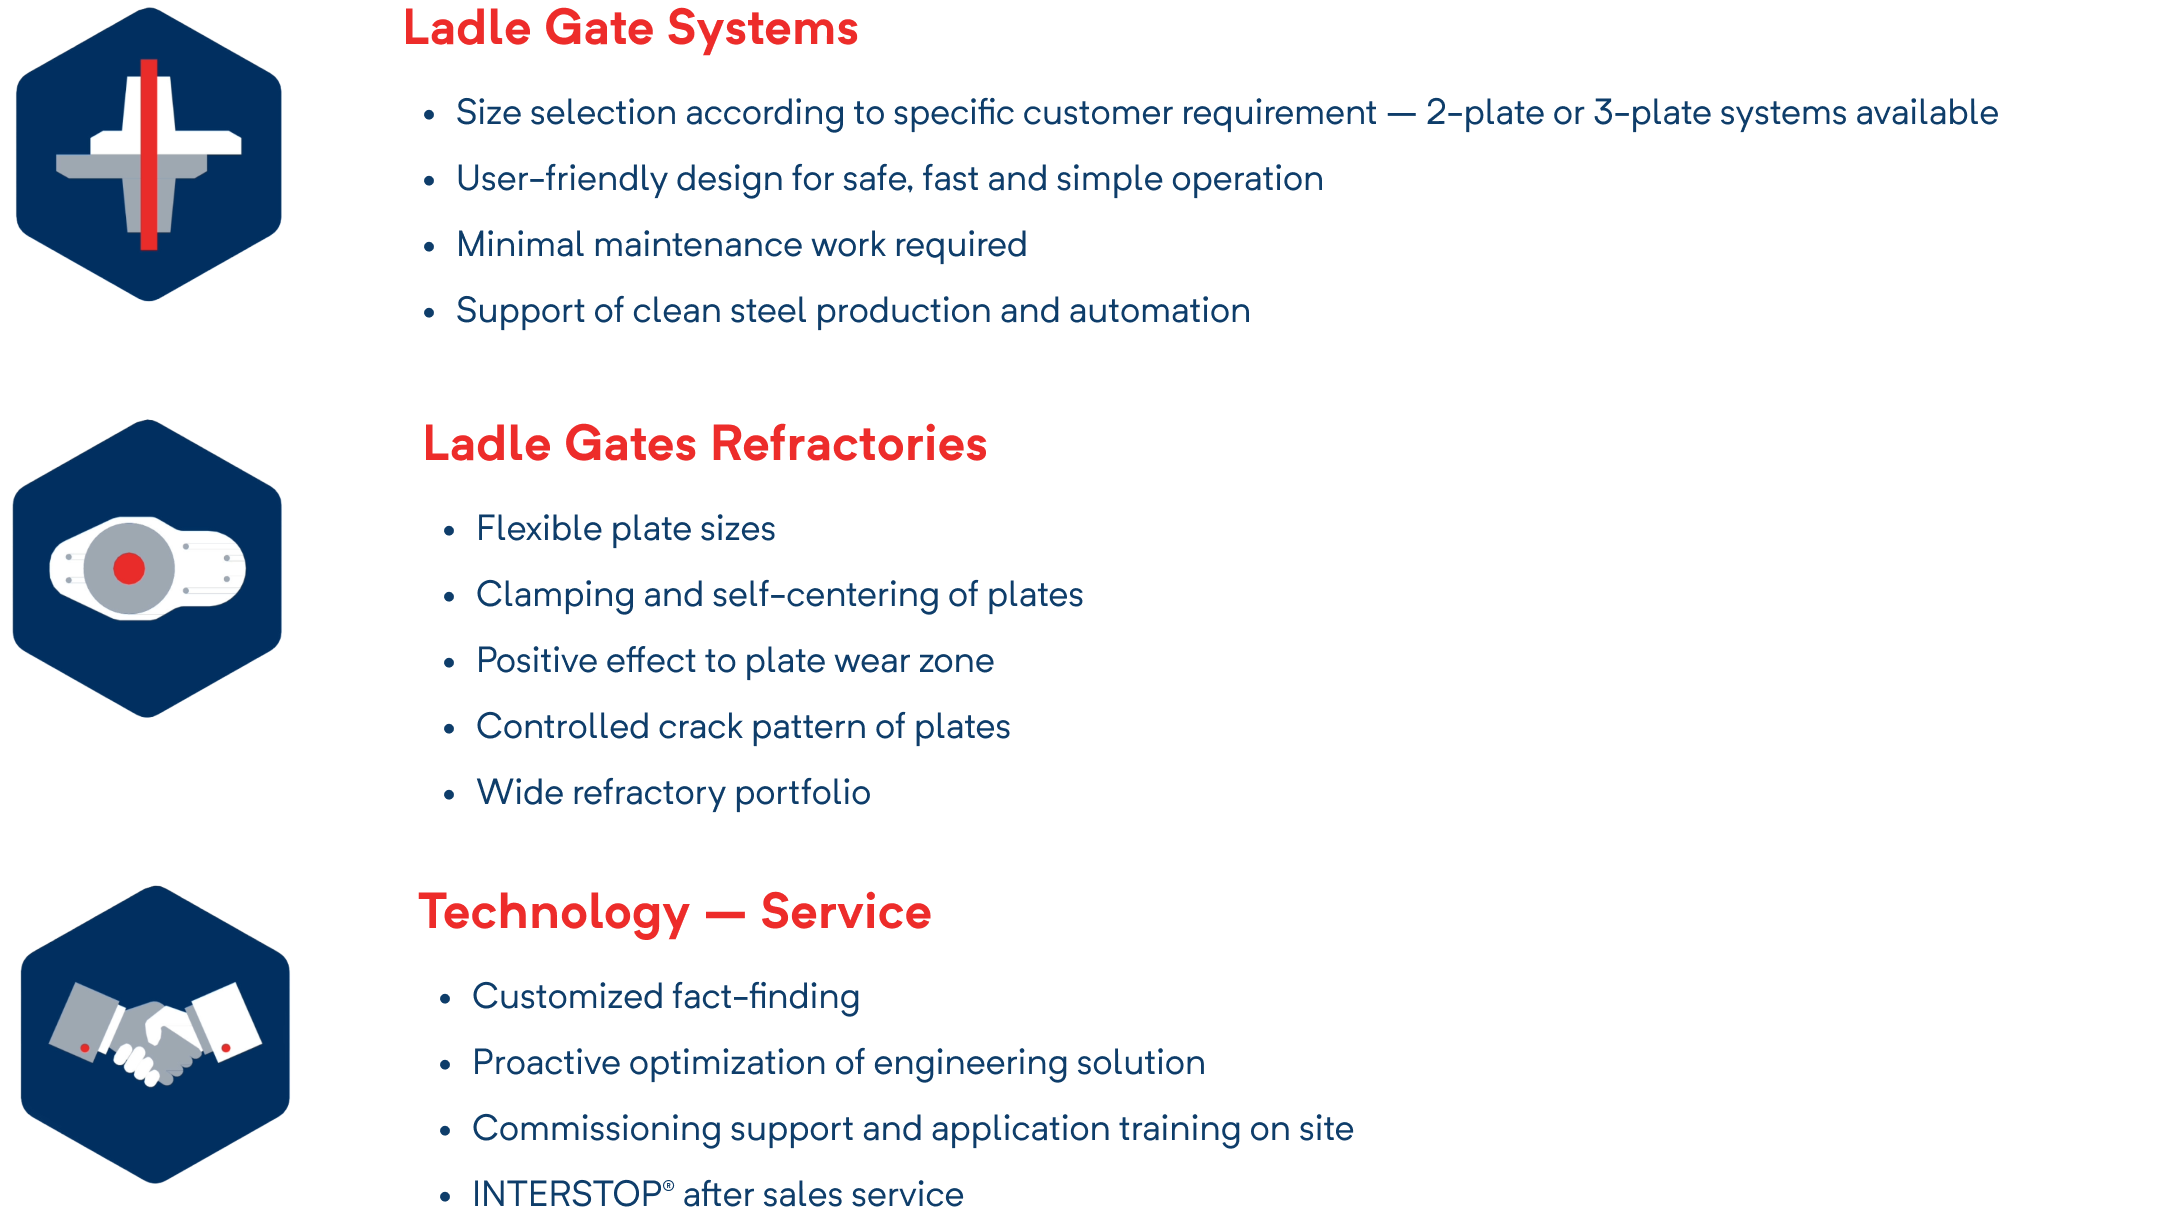 Ladle Gate Systems
• Size selection according to specific customer requirement — 2-plate or 3-plate systems available
• User-friendly design for safe, fast and simple operation
• Minimal maintenance work required
• Support of clean steel production and automation
Ladle Gates Refractories
• Flexible plate sizes
• Clamping and self-centering of plates
• Positive effect to plate wear zone
• Controlled crack pattern of plates
• Wide refractory portfolio
Technology — Service
• Customized fact-finding
• Proactive optimization of engineering solution
• Commissioning support and application training on site
• INTERSTOP® after sales service